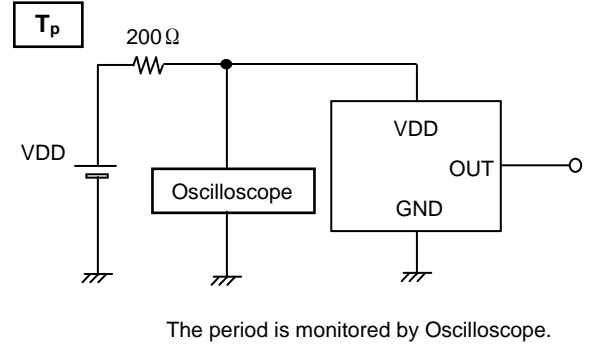 Tp
200Ω
VDD
VDD
OUT
Oscilloscope
GND
The period is monitored by Oscilloscope.